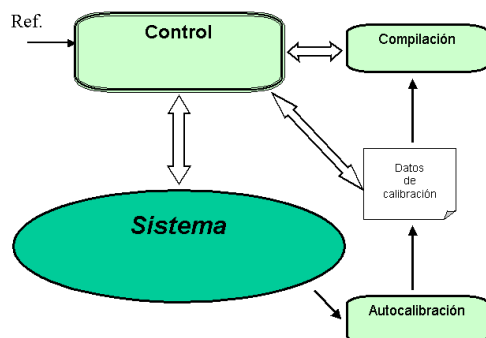 Ref.
Control
Compilación
Datos
de
calibración
Sistema
Autocalibración